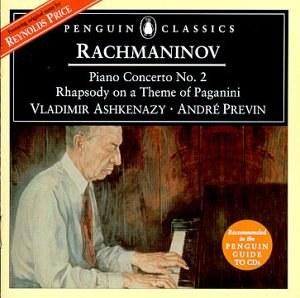 REYNOLDS PRICE
PENGUIN CLASSICS
RACHMANINOV
Piano Concerto No. 2
Rhapsody on a Theme of Paganini
VLADIMIR ASHKENAZY · ANDRÉ PREVIN
Recommended
in the
PENGUIN
GUIDE
TO CDs